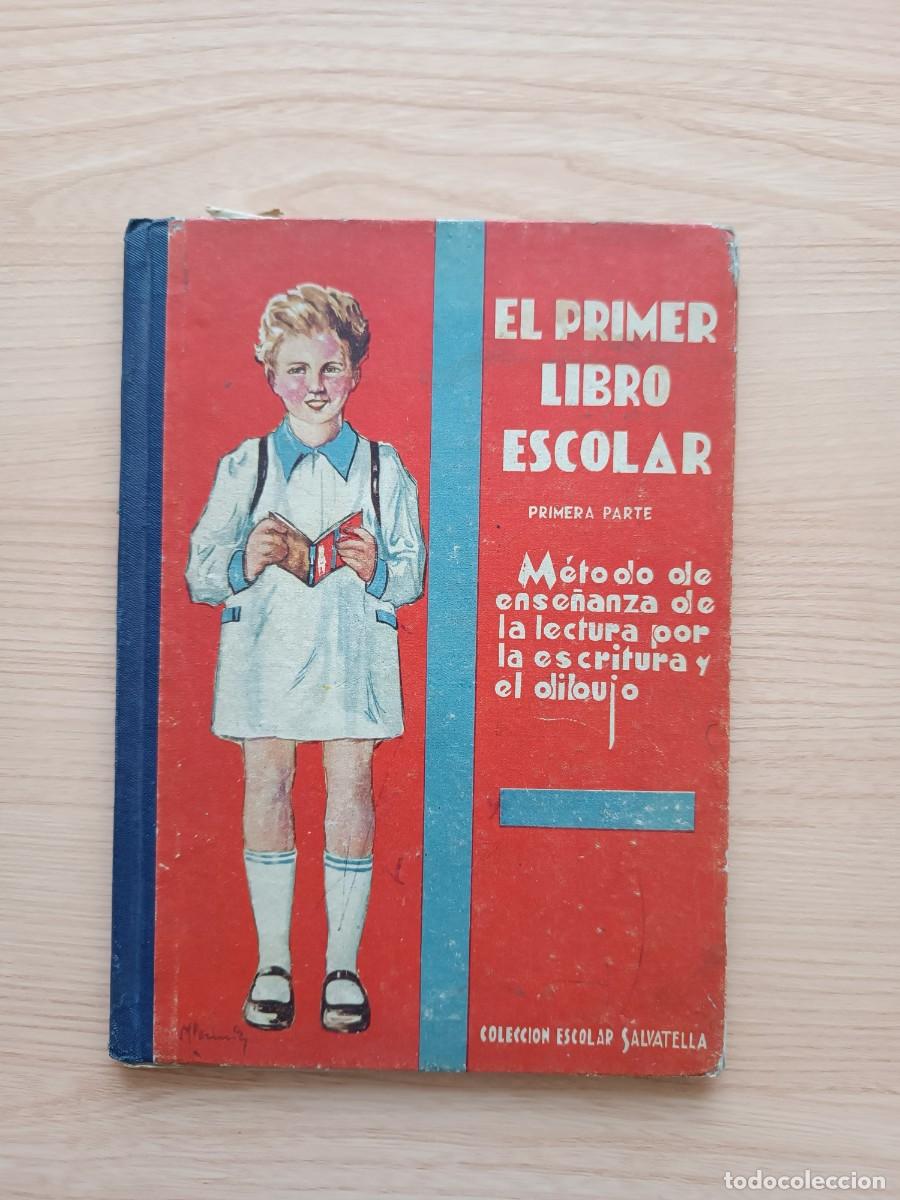 EL PRIMER
LIBRO
ESCOLAR
PRIMERA PARTE
Método de
enseñanza de
la lectura por
la escritura y
el dibujo
COLECCION ESCOLAR SALVATELLA
todocoleccion